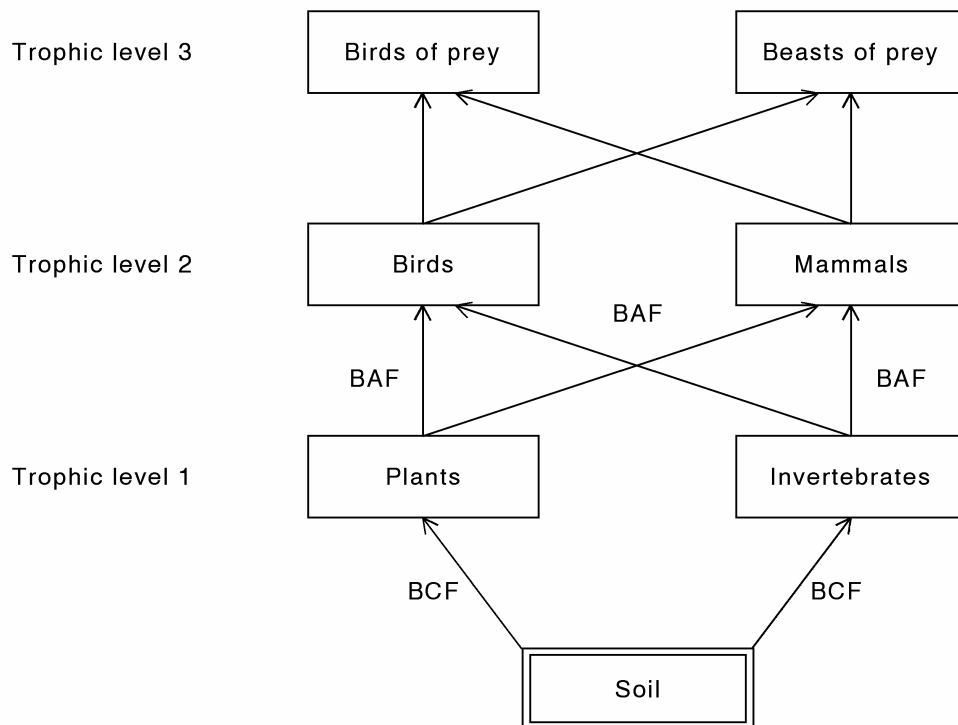 Trophic level 3
Birds of prey
Beasts of prey
Trophic level 2
Birds
Mammals
BAF
BAF
BAF
Trophic level 1
Plants
Invertebrates
BCF
BCF
Soil